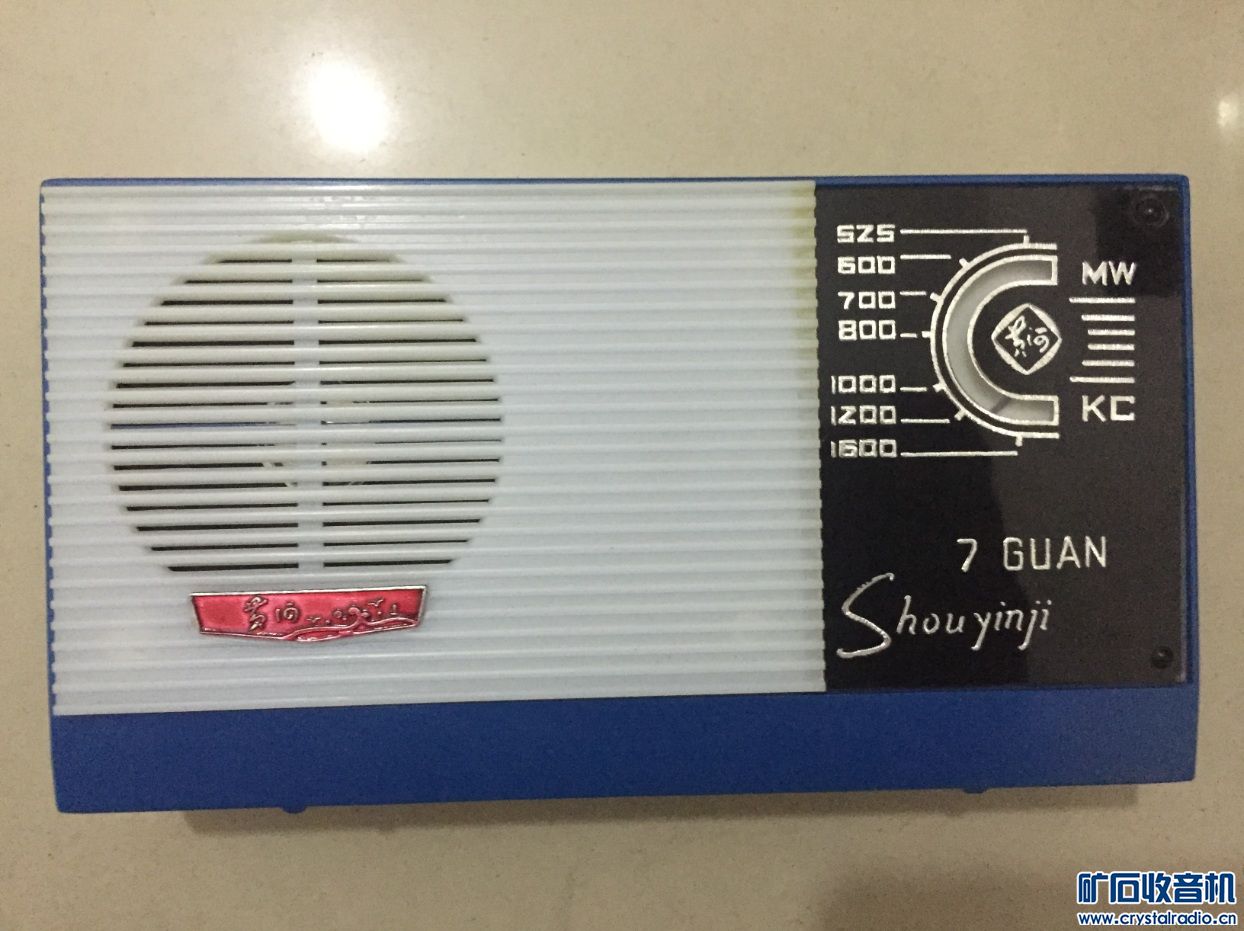 525
600
700
800
1000
1200
1600
MW
KC
7 GUAN
Shouyinji
矿石收音机
www.crystalradio.cn